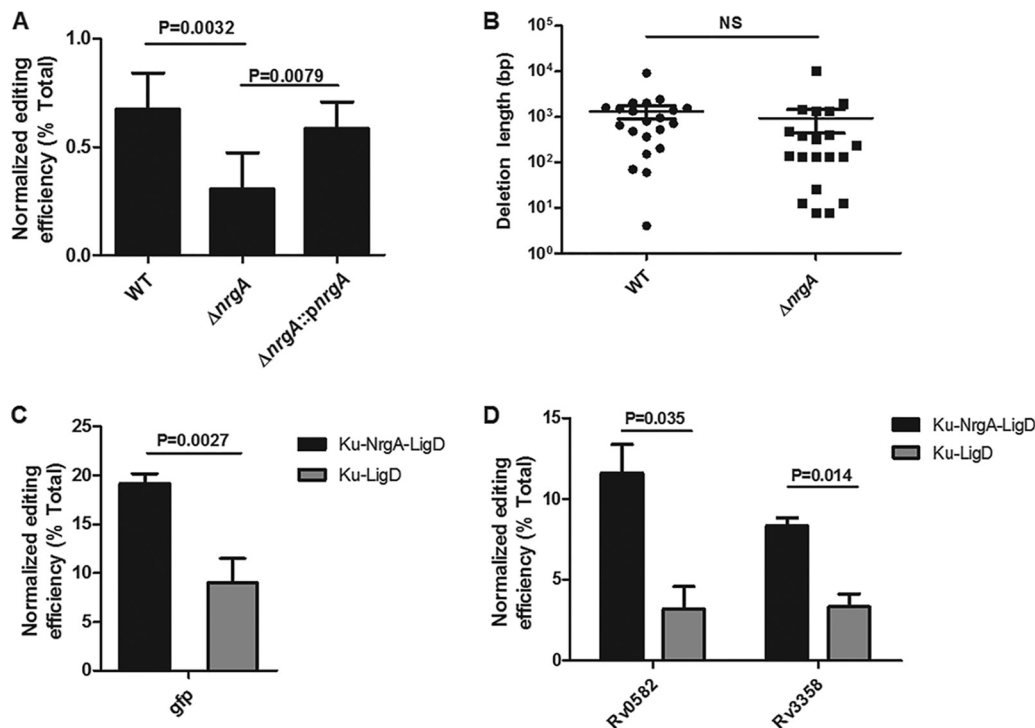 A
P=0.0032
P=0.0079
Normalized editing
efficiency (% Total)
1.0
0.5
0.0
WT
ΔnrgA
ΔnrgA::pnrgA
B
NS
Deletion length (bp)
10⁵
10⁴
10³
10²
10¹
10⁰
WT
ΔnrgA
C
P=0.0027
Normalized editing
efficiency (% Total)
25
20
15
10
5
0
gfp
Ku-NrgA-LigD
Ku-LigD
D
P=0.035
P=0.014
Normalized editing
efficiency (% Total)
15
10
5
0
Rv0582
Rv3358
Ku-NrgA-LigD
Ku-LigD